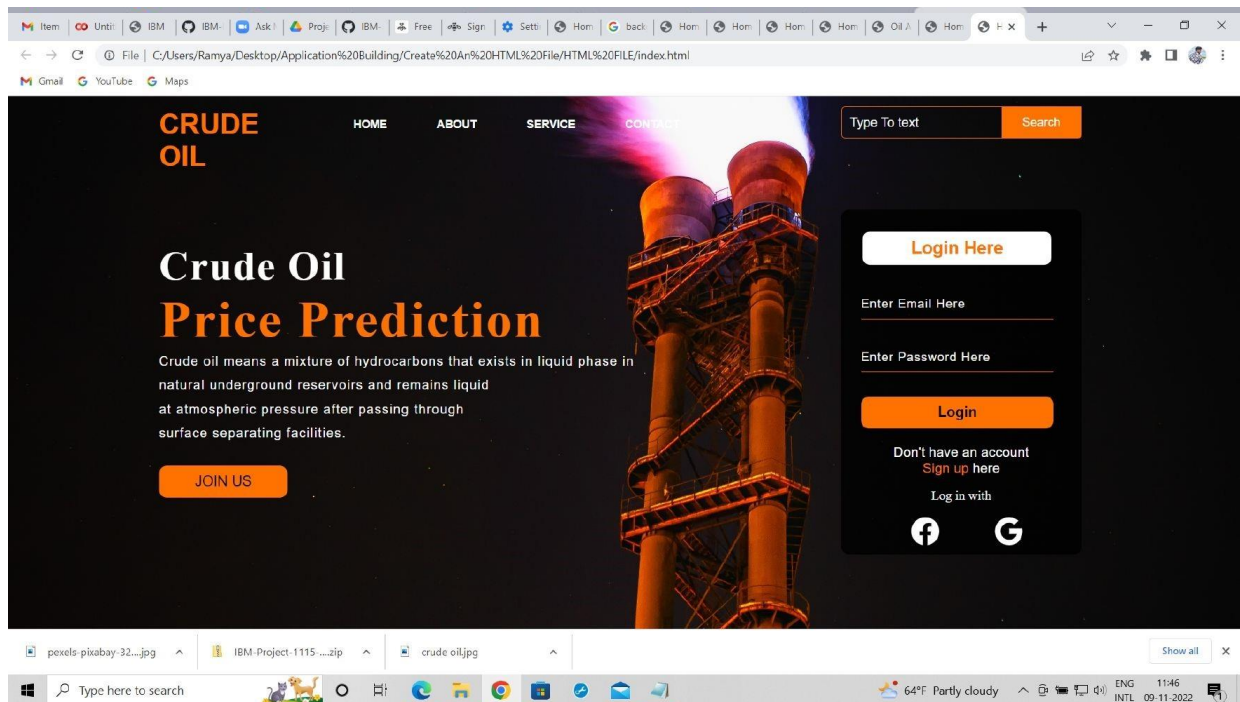 Item
Untit
IBM
IBM-
Ask
Proje
IBM-
Free
Sign
Setti
Hom
back
Hom
Hom
Hom
Hom
Oil A
Hom
H
File | C:/Users/Ramya/Desktop/Application%20Building/Create%20An%20HTML%20File/HTML%20FILE/index.html
Gmail YouTube Maps
CRUDE
OIL
HOME ABOUT SERVICE CONTACT
Type To text Search
Crude Oil
Price Prediction
Crude oil means a mixture of hydrocarbons that exists in liquid phase in
natural underground reservoirs and remains liquid
at atmospheric pressure after passing through
surface separating facilities.
JOIN US
Login Here
Enter Email Here
Enter Password Here
Login
Don't have an account
Sign up here
Log in with
pexels-pixabay-32....jpg IBM-Project-1115-....zip crude oil.jpg Show all
Type here to search
64°F Partly cloudy
ENG
INTL
11:46
09-11-2022